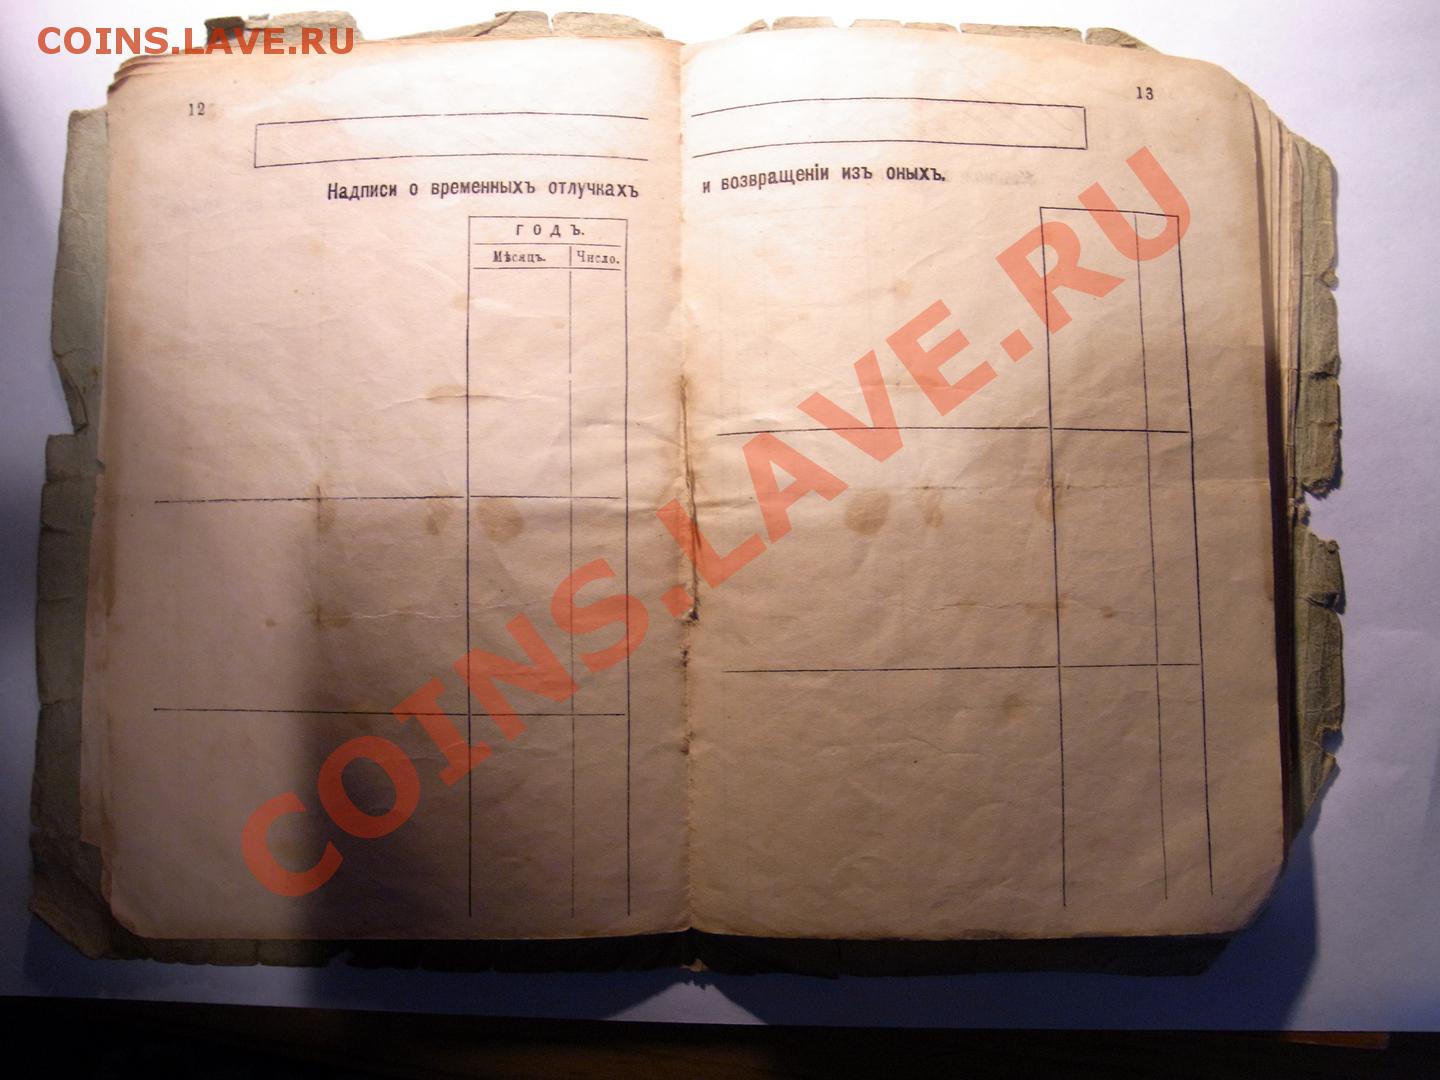 COINS.LAVE.RU
12
13
Надписи о временныхъ отлучкахъ и возвращеніи изъ оныхъ.
ГОДЪ.
Мѣсяцъ. Число.
COINS.LAVE.RU